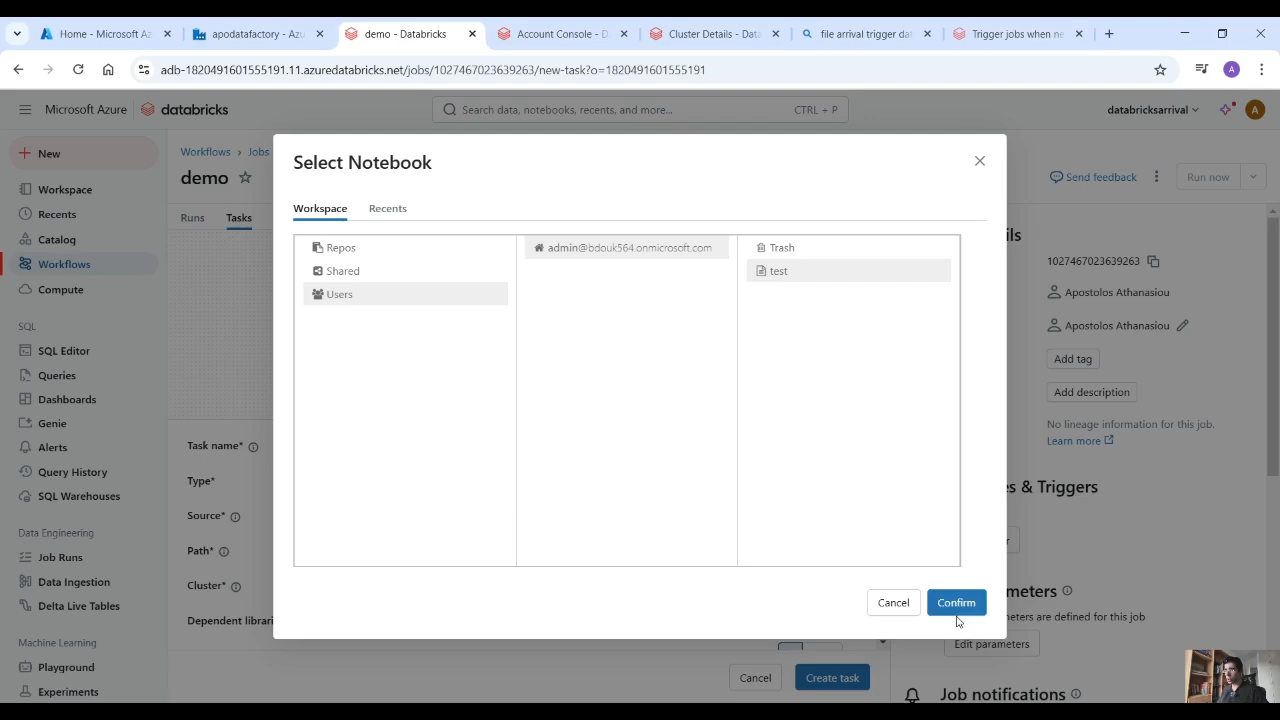 Home - Microsoft Az
apodatafactory - Azu
demo - Databricks
Account Console - D
Cluster Details - Dat
file arrival trigger dat
Trigger jobs when ne
adb-1820491601555191.11.azuredatabricks.net/jobs/1027467023639263/new-task?o=1820491601555191
A
Microsoft Azure
databricks
Search data, notebooks, recents, and more...
CTRL + P
databricksarrival
A
New
Workspace
Recents
Catalog
Workflows
Compute
SQL
SQL Editor
Queries
Dashboards
Genie
Alerts
Query History
SQL Warehouses
Data Engineering
Job Runs
Data Ingestion
Delta Live Tables
Machine Learning
Playground
Experiments
Workflows
Jobs
demo
Send feedback
Run now
Runs
Tasks
Task name*
Type*
Source*
Path*
Cluster*
Dependent librari
Cancel
Create task
Select Notebook
Workspace
Recents
Repos
Shared
Users
admin@bdouk564.onmicrosoft.com
Trash
test
Cancel
Confirm
ils
1027467023639263
Apostolos Athanasiou
Apostolos Athanasiou
Add tag
Add description
No lineage information for this job.
Learn more
es & Triggers
r
meters
eters are defined for this job
Edit parameters
Job notifications